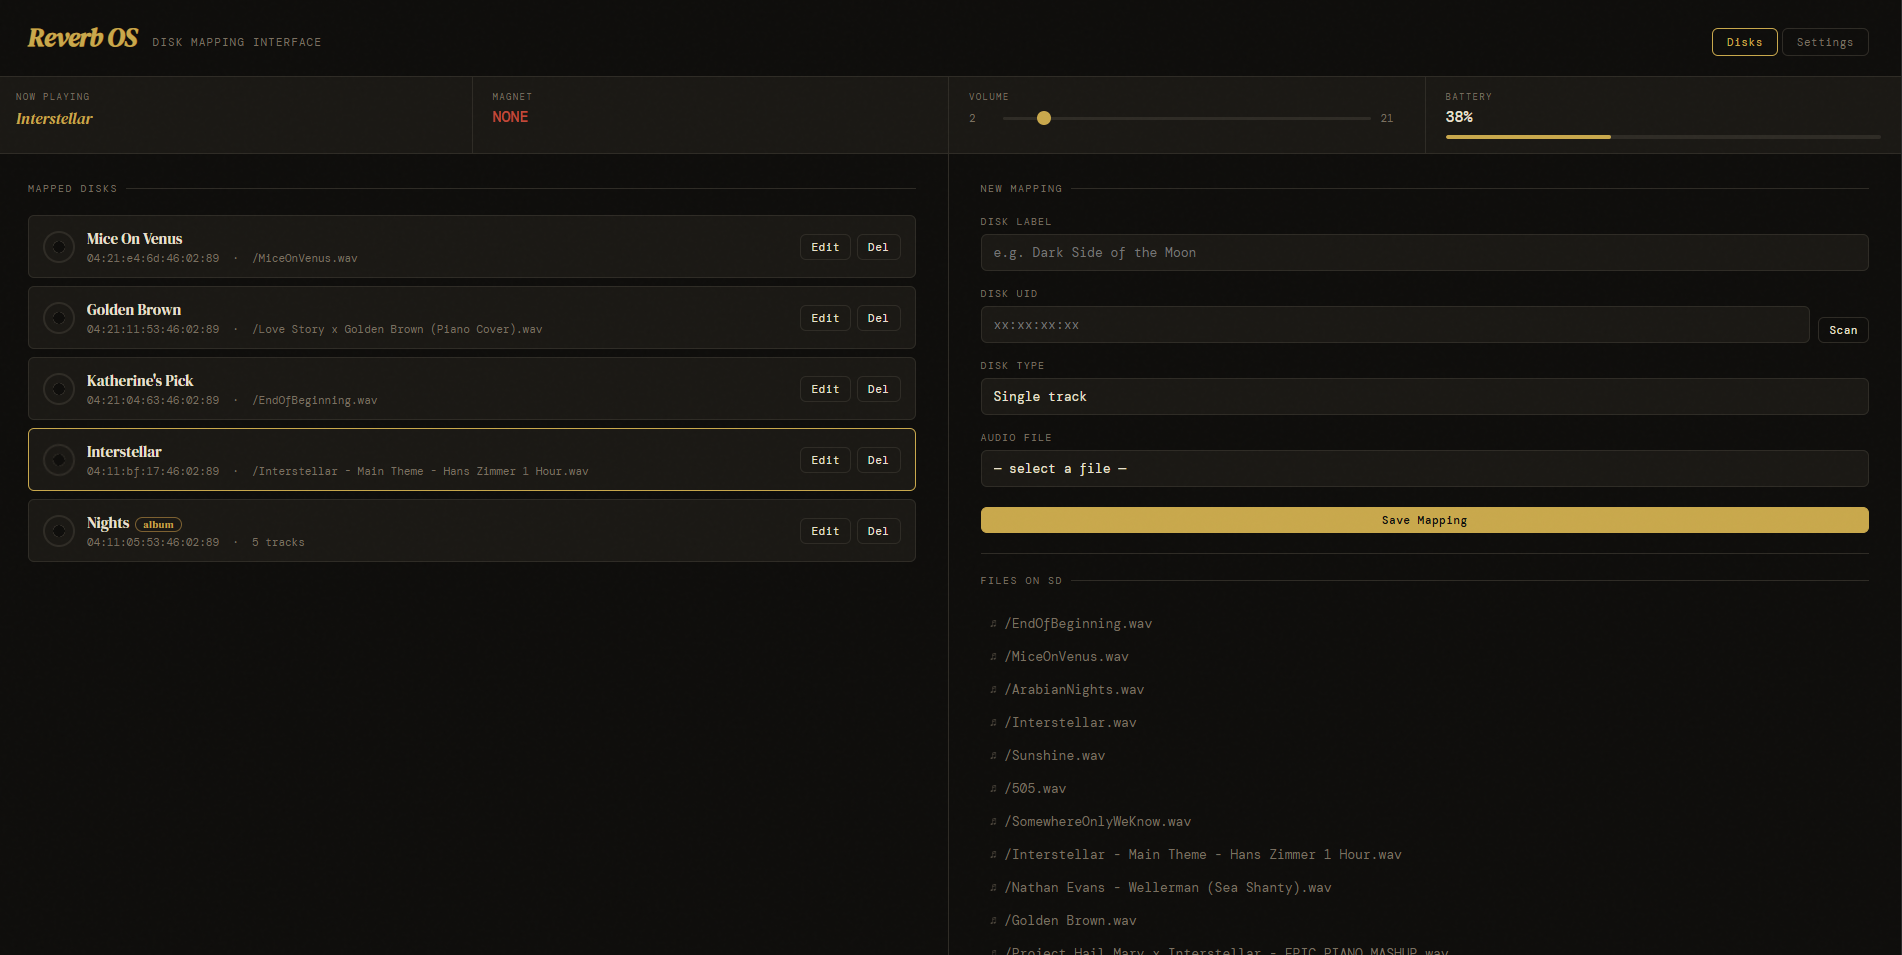 Reverb OS DISK MAPPING INTERFACE
Disks Settings
NOW PLAYING
Interstellar
MAGNET
NONE
VOLUME
2 21
BATTERY
38%
MAPPED DISKS
Mice On Venus
04:21:e4:6d:46:02:89 · /MiceOnVenus.wav
Edit Del
Golden Brown
04:21:11:53:46:02:89 · /Love Story x Golden Brown (Piano Cover).wav
Edit Del
Katherine's Pick
04:21:04:63:46:02:89 · /EndOfBeginning.wav
Edit Del
Interstellar
04:11:bf:17:46:02:89 · /Interstellar - Main Theme - Hans Zimmer 1 Hour.wav
Edit Del
Nights album
04:11:05:53:46:02:89 · 5 tracks
Edit Del
NEW MAPPING
DISK LABEL
e.g. Dark Side of the Moon
DISK UID
xx:xx:xx:xx
Scan
DISK TYPE
Single track
AUDIO FILE
— select a file —
Save Mapping
FILES ON SD
♬ /EndOfBeginning.wav
♬ /MiceOnVenus.wav
♬ /ArabianNights.wav
♬ /Interstellar.wav
♬ /Sunshine.wav
♬ /505.wav
♬ /SomewhereOnlyWeKnow.wav
♬ /Interstellar - Main Theme - Hans Zimmer 1 Hour.wav
♬ /Nathan Evans - Wellerman (Sea Shanty).wav
♬ /Golden Brown.wav
♬ /Project Hail Mary x Interstellar - EPIC PIANO MASHUP.wav